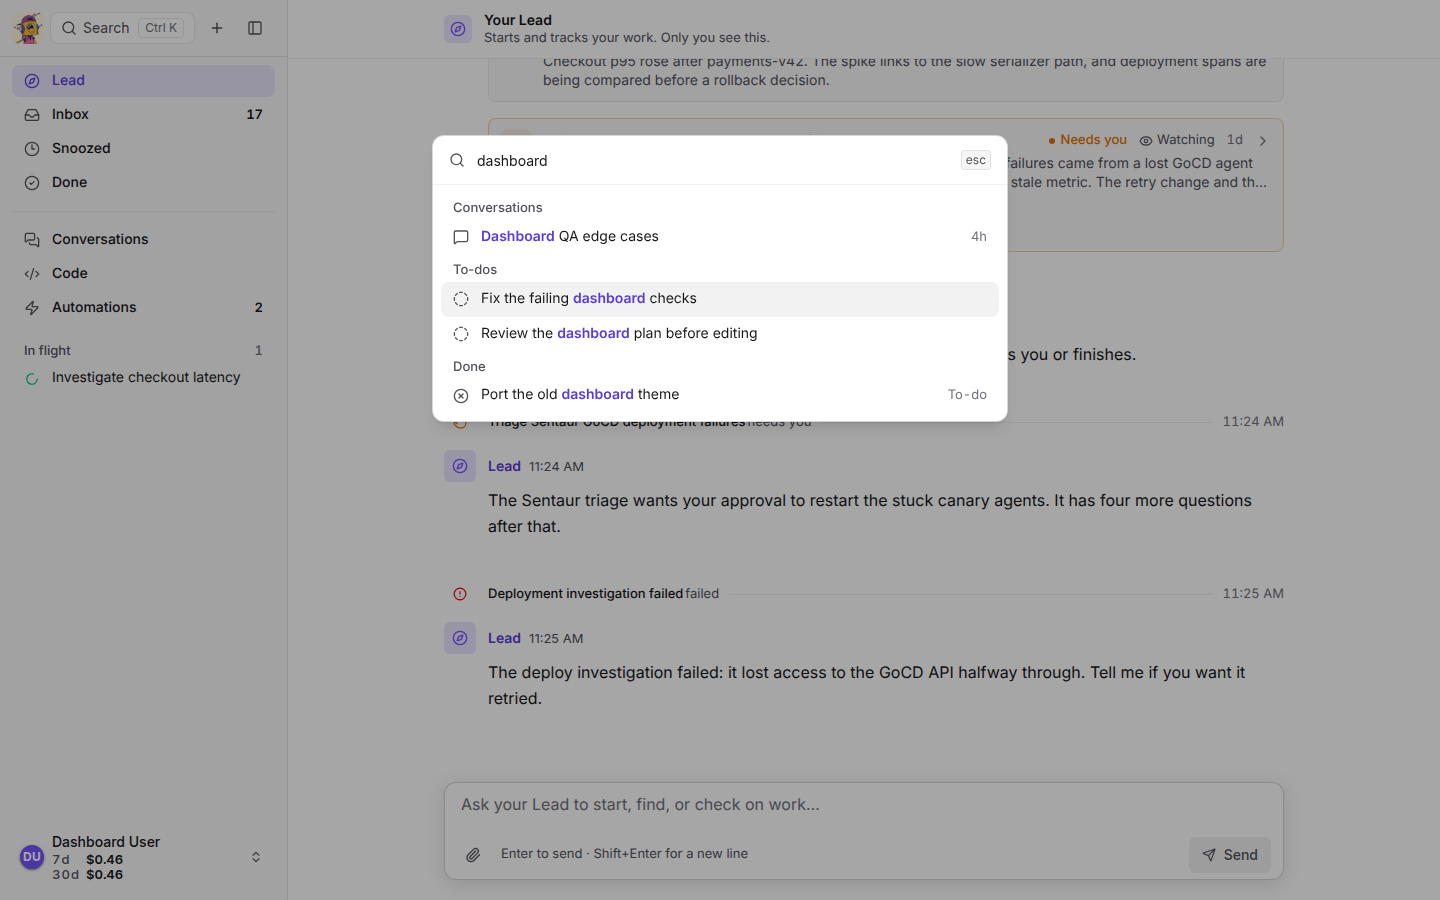 Search Ctrl K
Lead
Inbox 17
Snoozed
Done
Conversations
Code
Automations 2
In flight 1
Investigate checkout latency
DU
Dashboard User
7d $0.46
30d $0.46
Your Lead
Starts and tracks your work. Only you see this.
Checkout p95 rose after payments-v42. The spike links to the slow serializer path, and deployment spans are
being compared before a rollback decision.
Needs you Watching 1d
failures came from a lost GoCD agent
stale metric. The retry change and th...
dashboard esc
Conversations
Dashboard QA edge cases 4h
To-dos
Fix the failing dashboard checks
Review the dashboard plan before editing
Done
Port the old dashboard theme To-do
s you or finishes.
Triage Sentaur GoCD deployment failures needs you 11:24 AM
Lead 11:24 AM
The Sentaur triage wants your approval to restart the stuck canary agents. It has four more questions
after that.
Deployment investigation failed failed 11:25 AM
Lead 11:25 AM
The deploy investigation failed: it lost access to the GoCD API halfway through. Tell me if you want it
retried.
Ask your Lead to start, find, or check on work...
Enter to send · Shift+Enter for a new line
Send